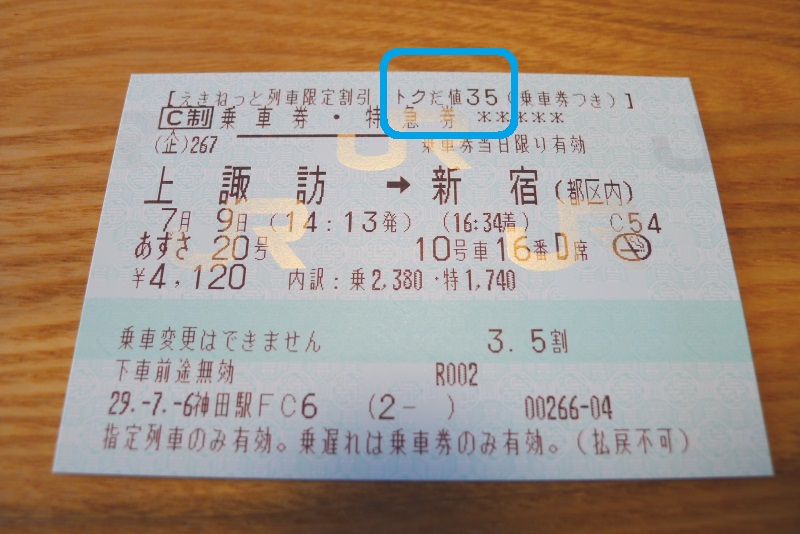 [えきねっと列車限定割引 トクだ値35(乗車券つき)]
C制 乗車券・特急券 *****
(企)267 乗車券当日限り有効
上諏訪 → 新宿(都区内)
7月 9日 (14:13発) (16:34着) C54
あずさ 20号 10号車16番D席
¥4,120 内訳:乗2,380・特1,740
乗車変更はできません 3.5割
下車前途無効 R002
29.-7.-6神田駅FC6 (2- ) 00266-04
指定列車のみ有効。乗遅れは乗車券のみ有効。(払戻不可)
JR
JR
JR